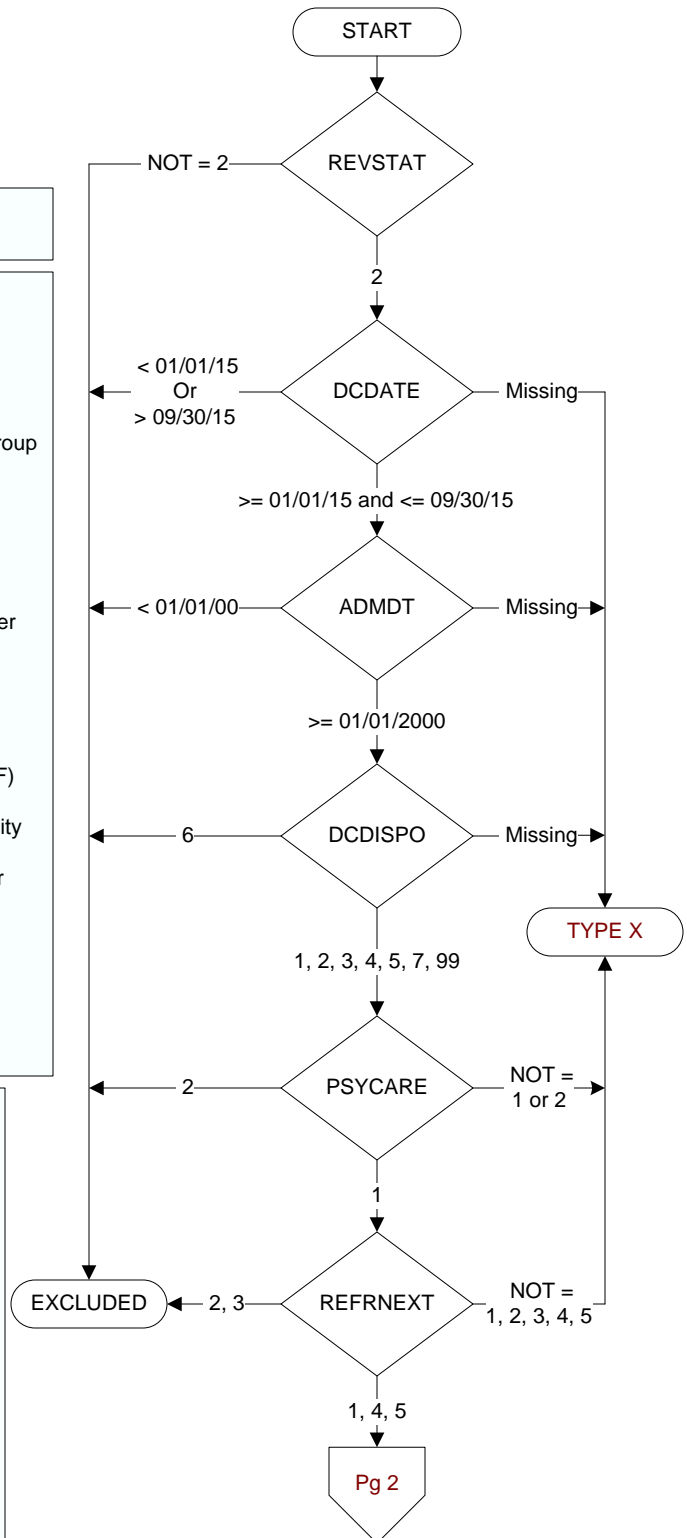 START
REVSTAT
NOT = 2
2
DCDATE
< 01/01/15
Or
> 09/30/15
Missing
>= 01/01/15 and <= 09/30/15
ADMDT
< 01/01/00
Missing
>= 01/01/2000
DCDISPO
6
Missing
1, 2, 3, 4, 5, 7, 99
TYPE X
PSYCARE
2
NOT =
1 or 2
1
REFRNEXT
EXCLUDED
2, 3
NOT =
1, 2, 3, 4, 5
1, 4, 5
Pg 2